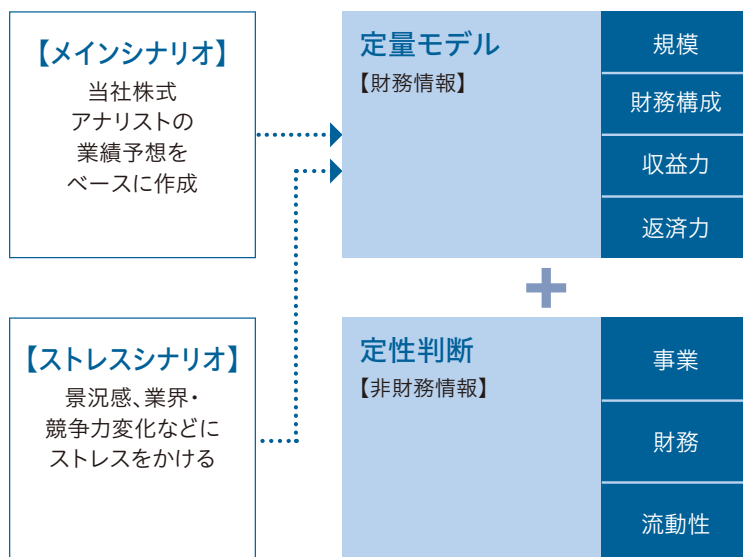 【メインシナリオ】
当社株式
アナリストの
業績予想を
ベースに作成
定量モデル
【財務情報】
規模
財務構成
収益力
返済力
+
【ストレスシナリオ】
景況感、業界・
競争力変化などに
ストレスをかける
定性判断
【非財務情報】
事業
財務
流動性